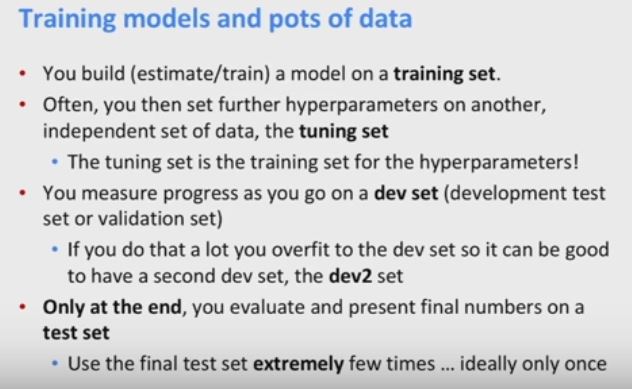 Training models and pots of data
• You build (estimate/train) a model on a training set.
• Often, you then set further hyperparameters on another,
independent set of data, the tuning set
• The tuning set is the training set for the hyperparameters!
• You measure progress as you go on a dev set (development test
set or validation set)
• If you do that a lot you overfit to the dev set so it can be good
to have a second dev set, the dev2 set
• Only at the end, you evaluate and present final numbers on a
test set
• Use the final test set extremely few times ... ideally only once